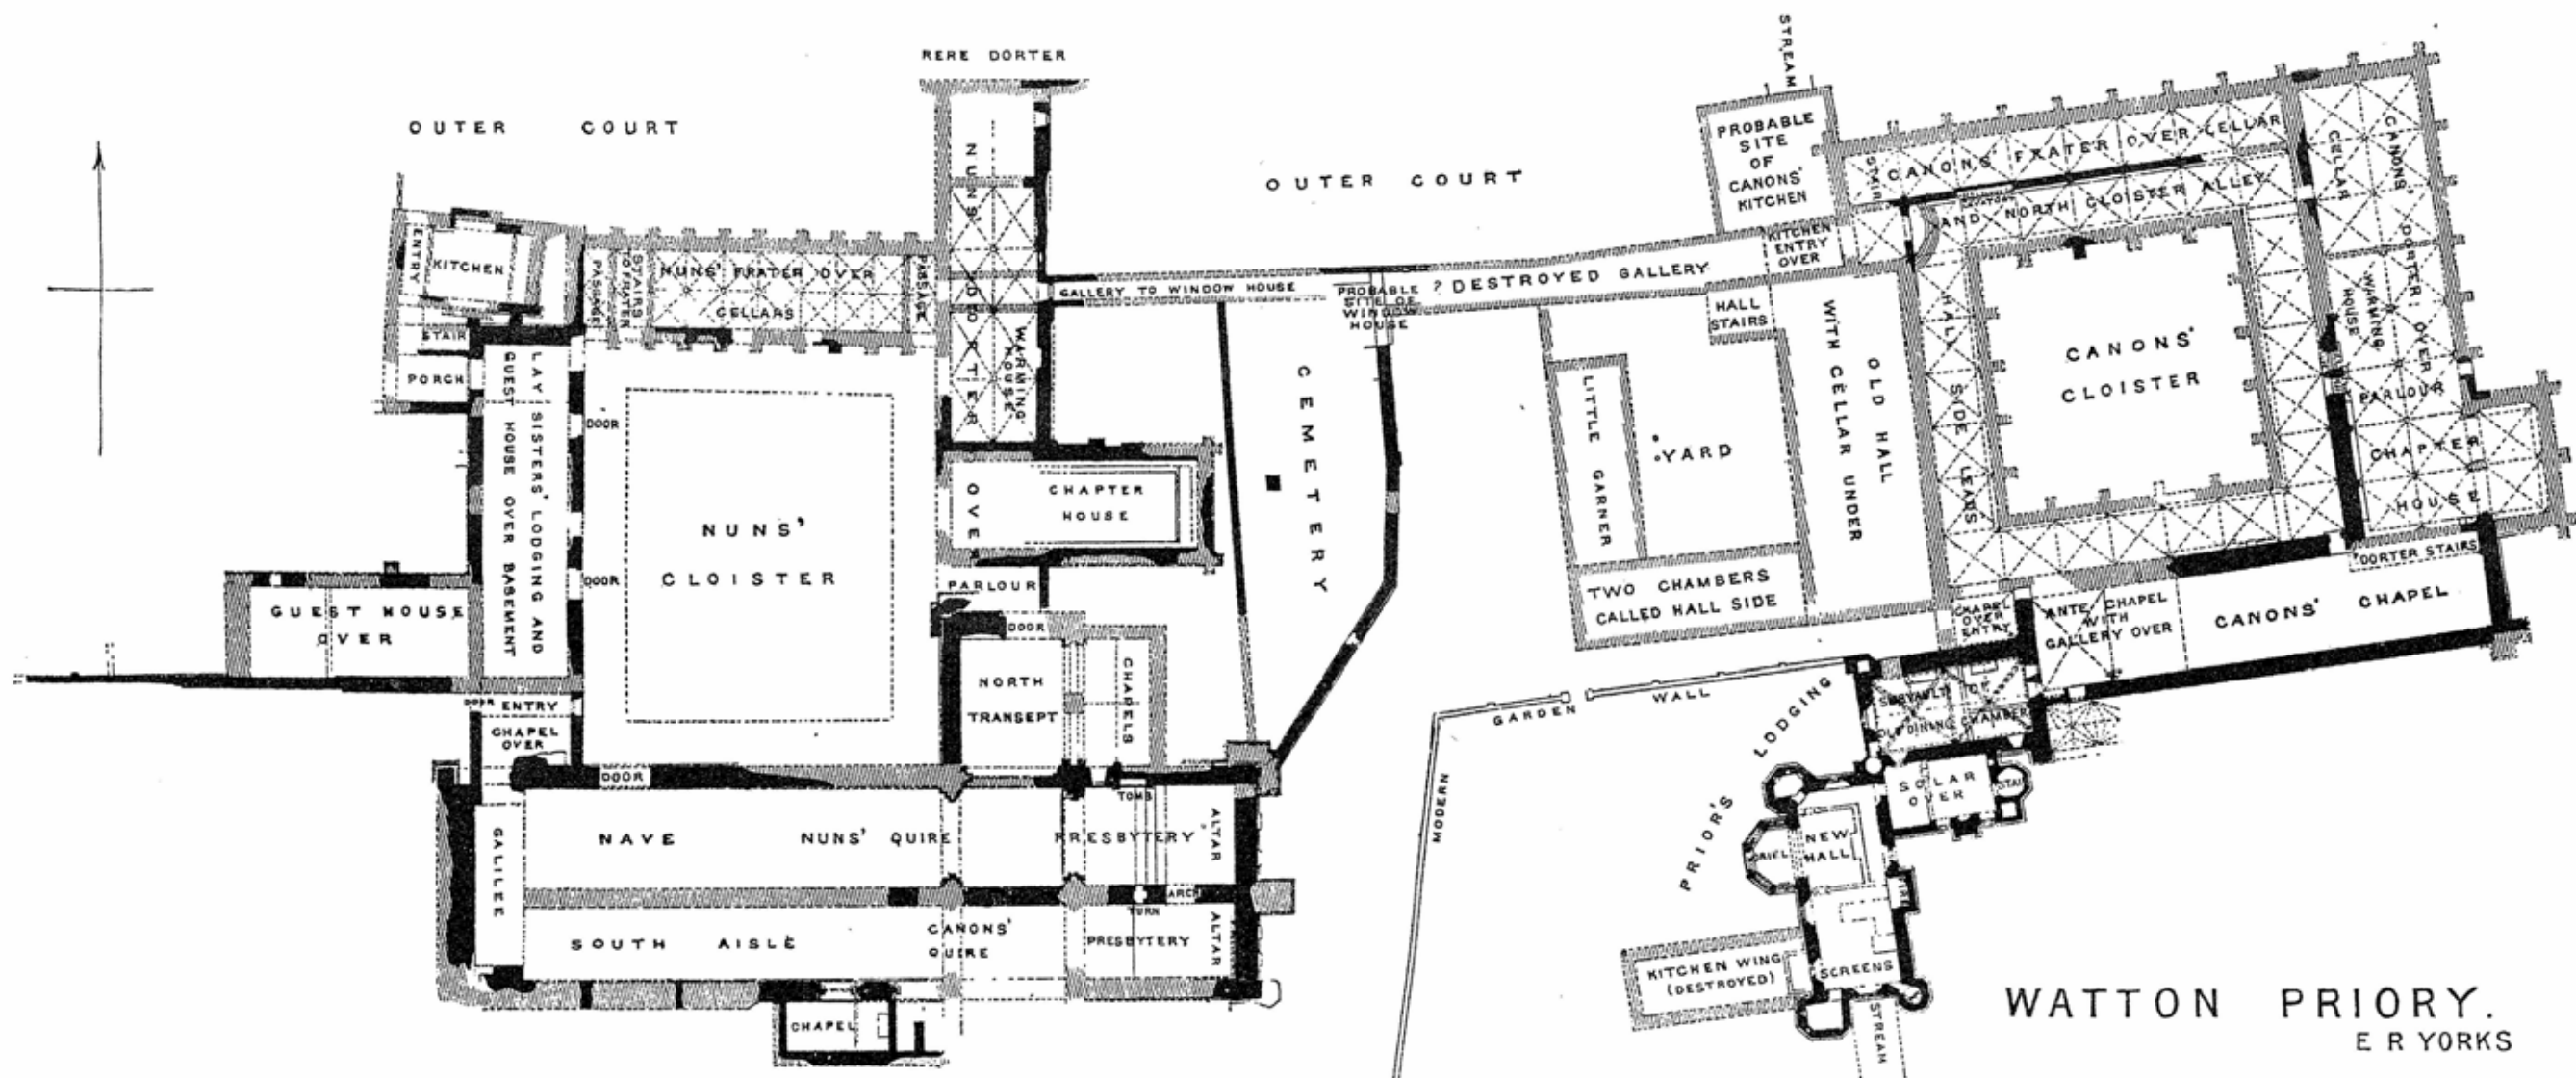 RERE DORTER
OUTER COURT
ENTRY
KITCHEN
STAIR
PORCH
PASSAGE
STAIRS
TO FRATER
NUNS' FRATER OVER
CELLARS
PASSAGE
NUNS' DORTER
WARMING
HOUSE
OVER
LAY SISTERS' LODGING AND
GUEST HOUSE OVER BASEMENT
DOOR
DOOR
NUNS'
CLOISTER
CHAPTER
HOUSE
PARLOUR
DOOR
NORTH
TRANSEPT
CHAPELS
GUEST HOUSE
OVER
DOOR
ENTRY
CHAPEL
OVER
DOOR
GALILEE
NAVE
NUNS' QUIRE
PRESBYTERY
TOMB
ALTAR
ARCH
TURN
SOUTH AISLE
CANONS'
QUIRE
PRESBYTERY
ALTAR
CHAPEL
OUTER COURT
GALLERY TO WINDOW HOUSE
PROBABLE
SITE OF
WINDOW
HOUSE
? DESTROYED GALLERY
CEMETERY
STREAM
PROBABLE
SITE
OF
CANONS'
KITCHEN
KITCHEN
ENTRY
OVER
HALL
STAIRS
LITTLE GARNER
YARD
TWO CHAMBERS
CALLED HALL SIDE
OLD HALL
WITH CELLAR UNDER
STAIR
CANONS' FRATER OVER CELLAR
AND NORTH CLOISTER ALLEY
HALL SIDE LEADS
CANONS'
CLOISTER
CELLAR
CANONS' DORTER OVER
WARMING
HOUSE
PARLOUR
CHAPTER
HOUSE
DORTER STAIRS
CHAPEL
OVER
ENTRY
ANTE CHAPEL
WITH
GALLERY OVER
CANONS' CHAPEL
MODERN
GARDEN WALL
PRIOR'S LODGING
SUBVAULT OF
OLD DINING CHAMBER
SOLAR
OVER
STAIR
NEW
HALL
ORIEL
FIRE
SCREENS
KITCHEN WING
(DESTROYED)
STREAM
WATTON PRIORY.
E R YORKS